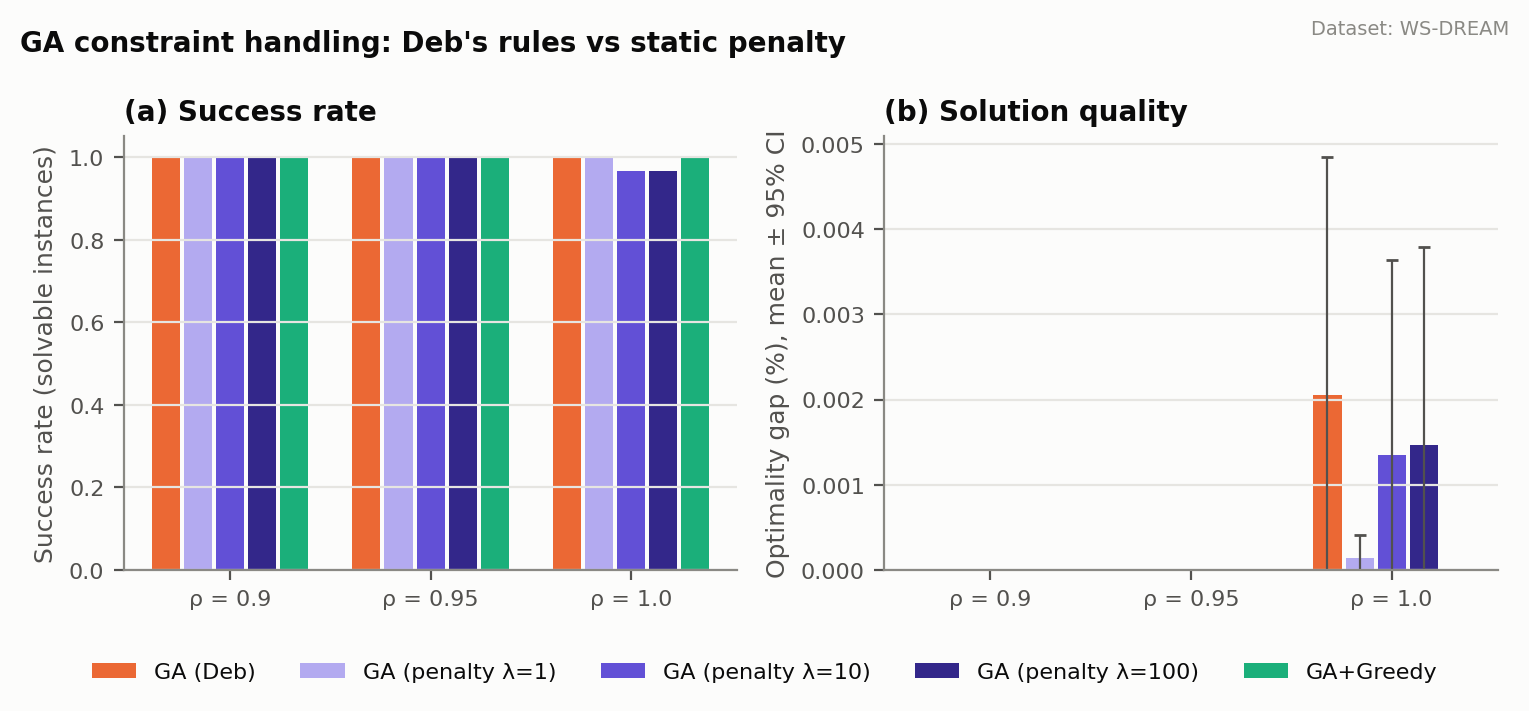 GA constraint handling: Deb's rules vs static penalty
Dataset: WS-DREAM
(a) Success rate
Success rate (solvable instances)
1.0
0.8
0.6
0.4
0.2
0.0
ρ = 0.9
ρ = 0.95
ρ = 1.0
(b) Solution quality
Optimality gap (%), mean ± 95% CI
0.005
0.004
0.003
0.002
0.001
0.000
ρ = 0.9
ρ = 0.95
ρ = 1.0
GA (Deb)
GA (penalty λ=1)
GA (penalty λ=10)
GA (penalty λ=100)
GA+Greedy